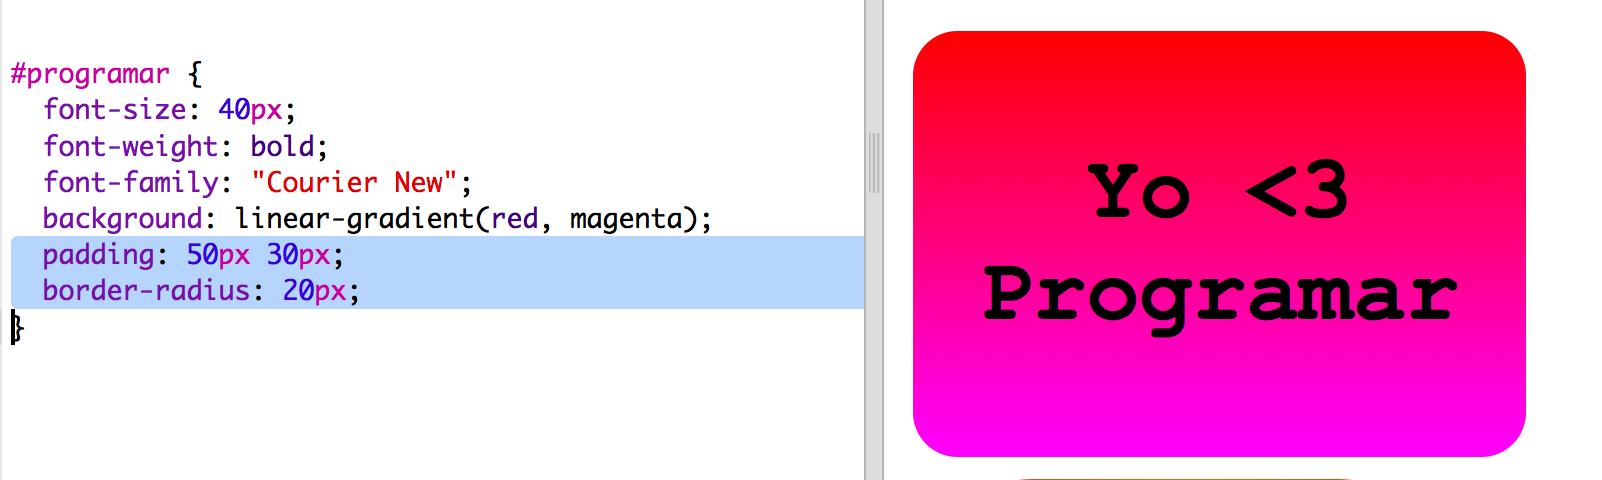 #programar {
  font-size: 40px;
  font-weight: bold;
  font-family: "Courier New";
  background: linear-gradient(red, magenta);
  padding: 50px 30px;
  border-radius: 20px;
}
Yo <3
Programar